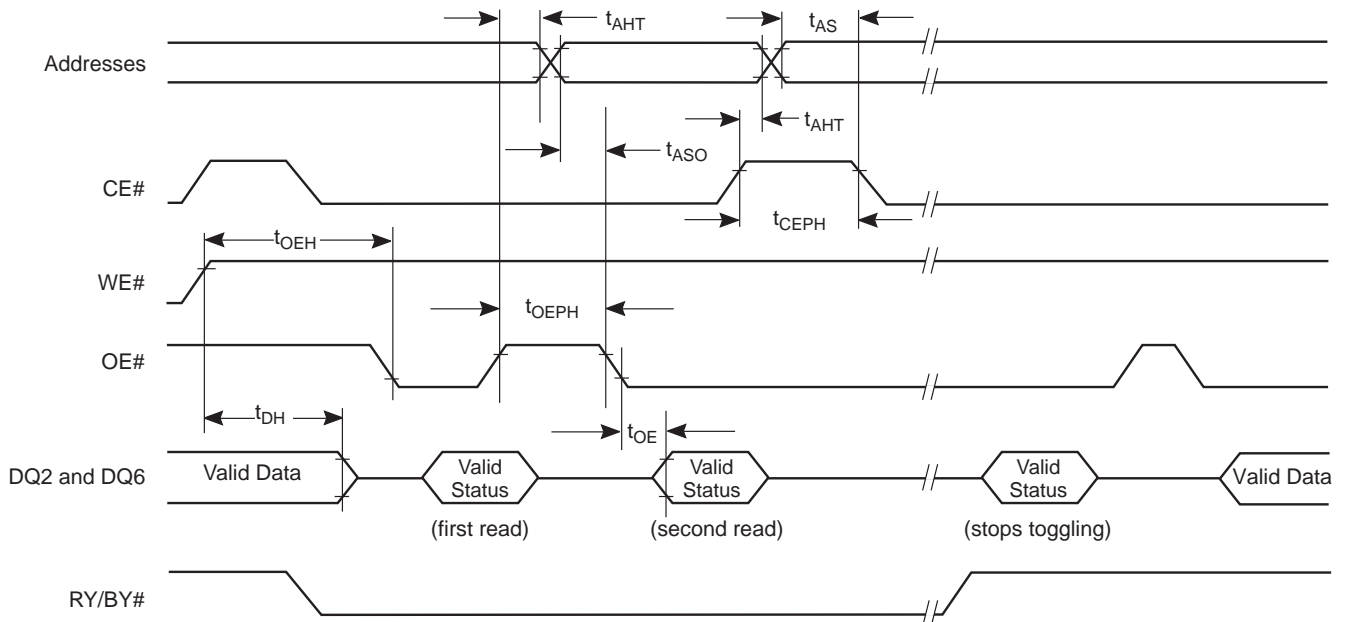 tAHT
tAS
Addresses
tAHT
tASO
CE#
tCEPH
tOEH
WE#
tOEPH
OE#
tDH
tOE
DQ2 and DQ6
Valid Data
Valid
Status
Valid
Status
Valid
Status
Valid Data
(first read)
(second read)
(stops toggling)
RY/BY#